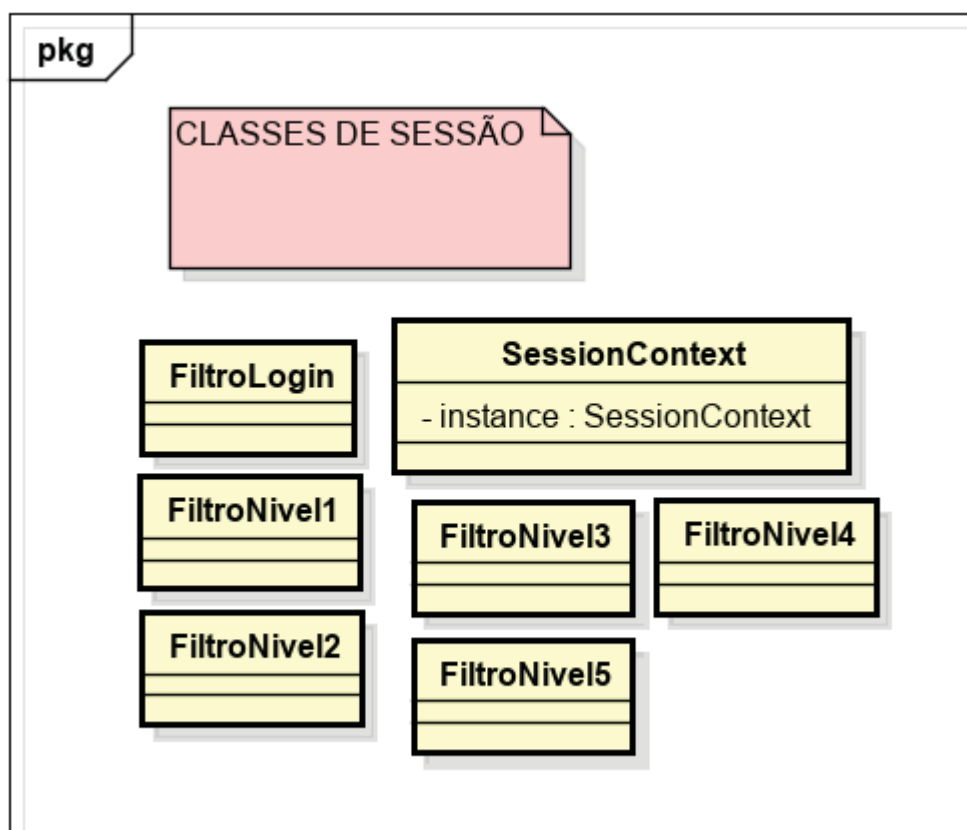 pkg
CLASSES DE SESSÃO
FiltroLogin
SessionContext
- instance : SessionContext
FiltroNivel1
FiltroNivel3
FiltroNivel4
FiltroNivel2
FiltroNivel5